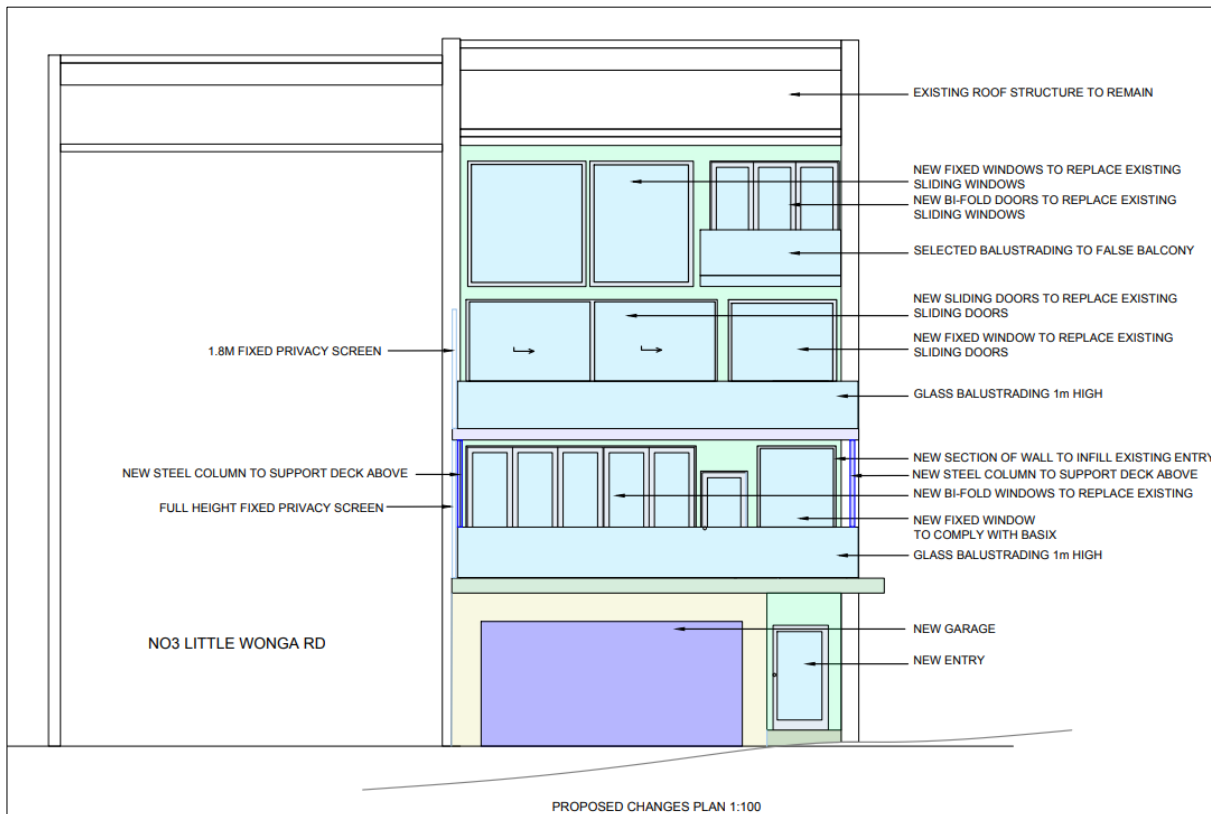 EXISTING ROOF STRUCTURE TO REMAIN
NEW FIXED WINDOWS TO REPLACE EXISTING
SLIDING WINDOWS
NEW BI-FOLD DOORS TO REPLACE EXISTING
SLIDING WINDOWS
SELECTED BALUSTRADING TO FALSE BALCONY
NEW SLIDING DOORS TO REPLACE EXISTING
SLIDING DOORS
NEW FIXED WINDOW TO REPLACE EXISTING
SLIDING DOORS
1.8M FIXED PRIVACY SCREEN
GLASS BALUSTRADING 1m HIGH
NEW SECTION OF WALL TO INFILL EXISTING ENTRY
NEW STEEL COLUMN TO SUPPORT DECK ABOVE
NEW STEEL COLUMN TO SUPPORT DECK ABOVE
NEW BI-FOLD WINDOWS TO REPLACE EXISTING
FULL HEIGHT FIXED PRIVACY SCREEN
NEW FIXED WINDOW
TO COMPLY WITH BASIX
GLASS BALUSTRADING 1m HIGH
NEW GARAGE
NO3 LITTLE WONGA RD
NEW ENTRY
PROPOSED CHANGES PLAN 1:100